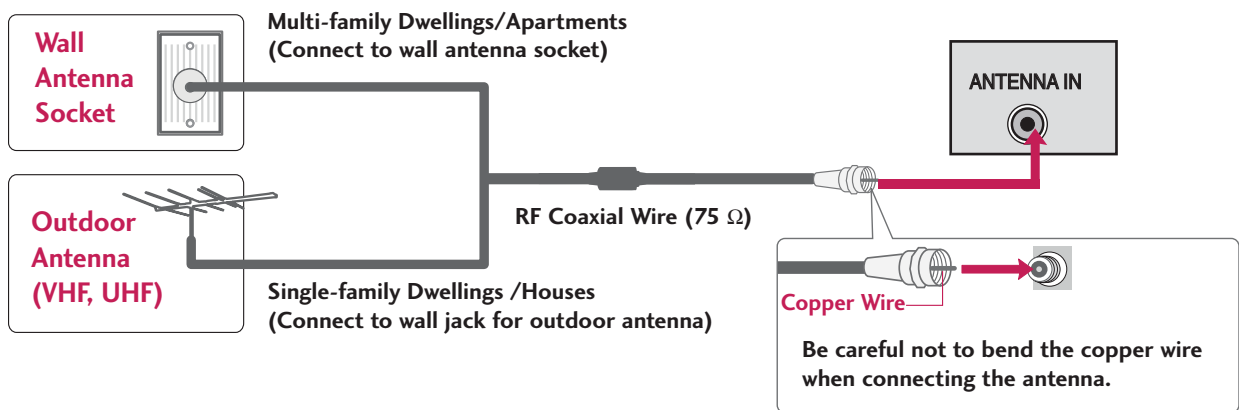 Wall
Antenna
Socket
Multi-family Dwellings/Apartments
(Connect to wall antenna socket)
ANTENNA IN
Outdoor
Antenna
(VHF, UHF)
RF Coaxial Wire (75 Ω)
Single-family Dwellings /Houses
(Connect to wall jack for outdoor antenna)
Copper Wire
Be careful not to bend the copper wire
when connecting the antenna.